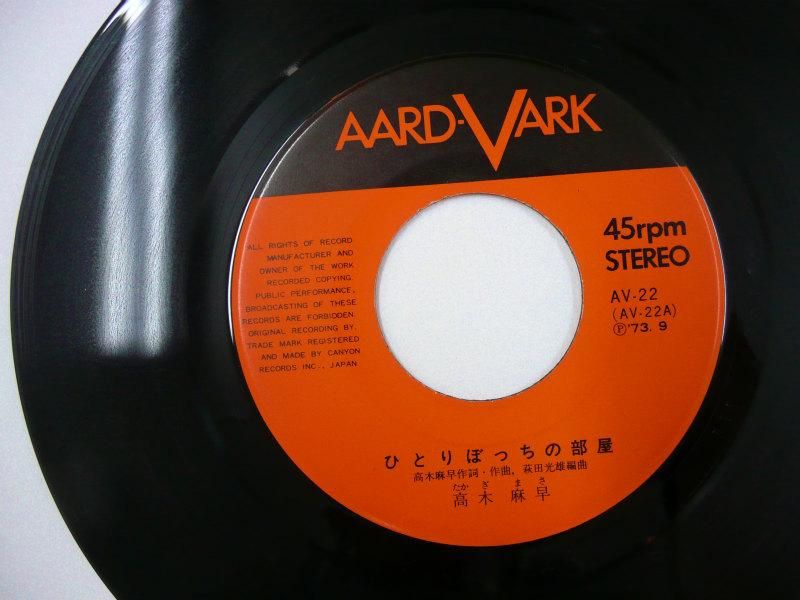 AARD-VARK
ALL RIGHTS OF RECORD
MANUFACTURER AND
OWNER OF THE WORK
RECORDED COPYING.
PUBLIC PERFORMANCE,
BROADCASTING OF THESE
RECORDS ARE FORBIDDEN.
ORIGINAL RECORDING BY,
TRADE MARK REGISTERED
AND MADE BY CANYON
RECORDS INC., JAPAN
45rpm
STEREO
AV-22
(AV-22A)
Ⓟ'73. 9
ひとりぼっちの部屋
高木麻早作詞・作曲, 萩田光雄編曲
たか ぎ ま さ
高木 麻早